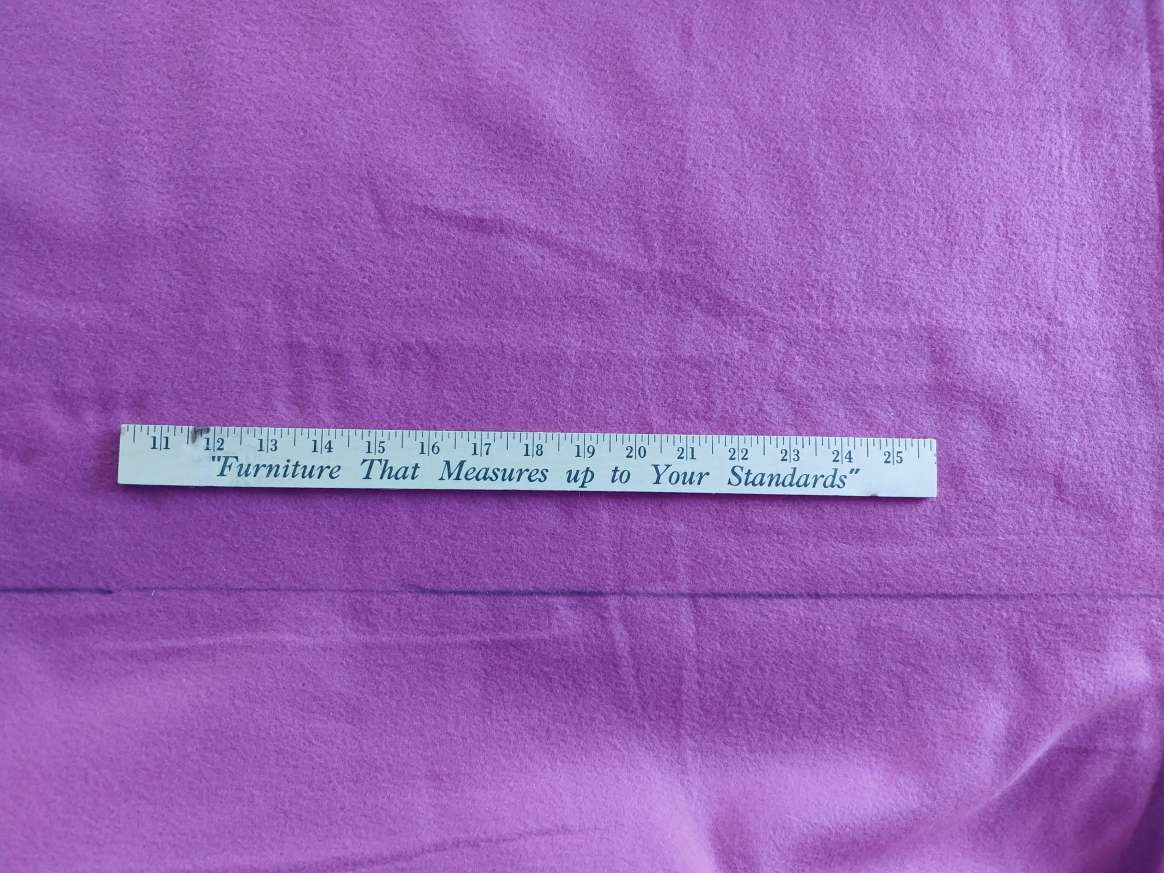 11 12 13 14 15 16 17 18 19 20 21 22 23 24 25
"Furniture That Measures up to Your Standards"